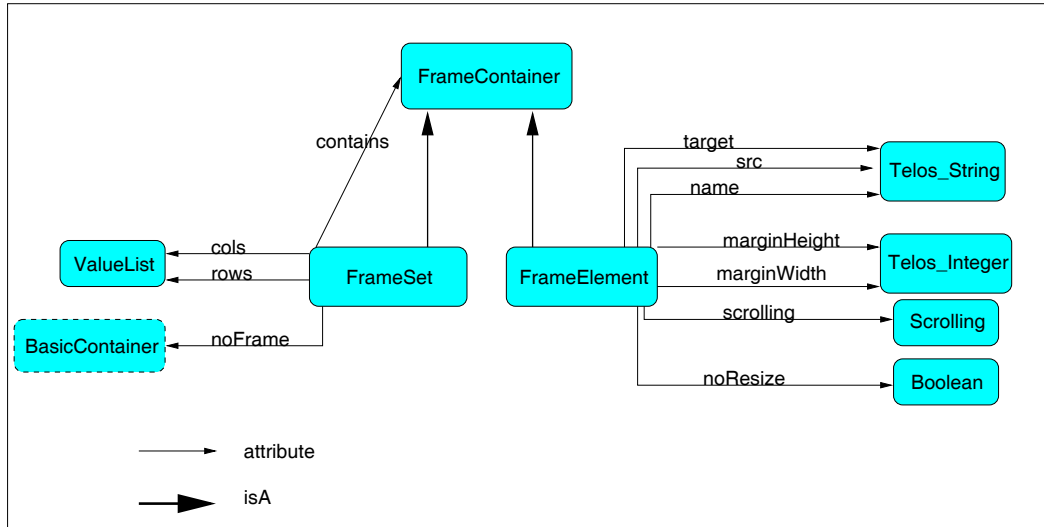 FrameContainer
contains
target
src
name
Telos_String
cols
rows
ValueList
FrameSet
FrameElement
marginHeight
marginWidth
Telos_Integer
scrolling
Scrolling
BasicContainer
noFrame
noResize
Boolean
attribute
isA